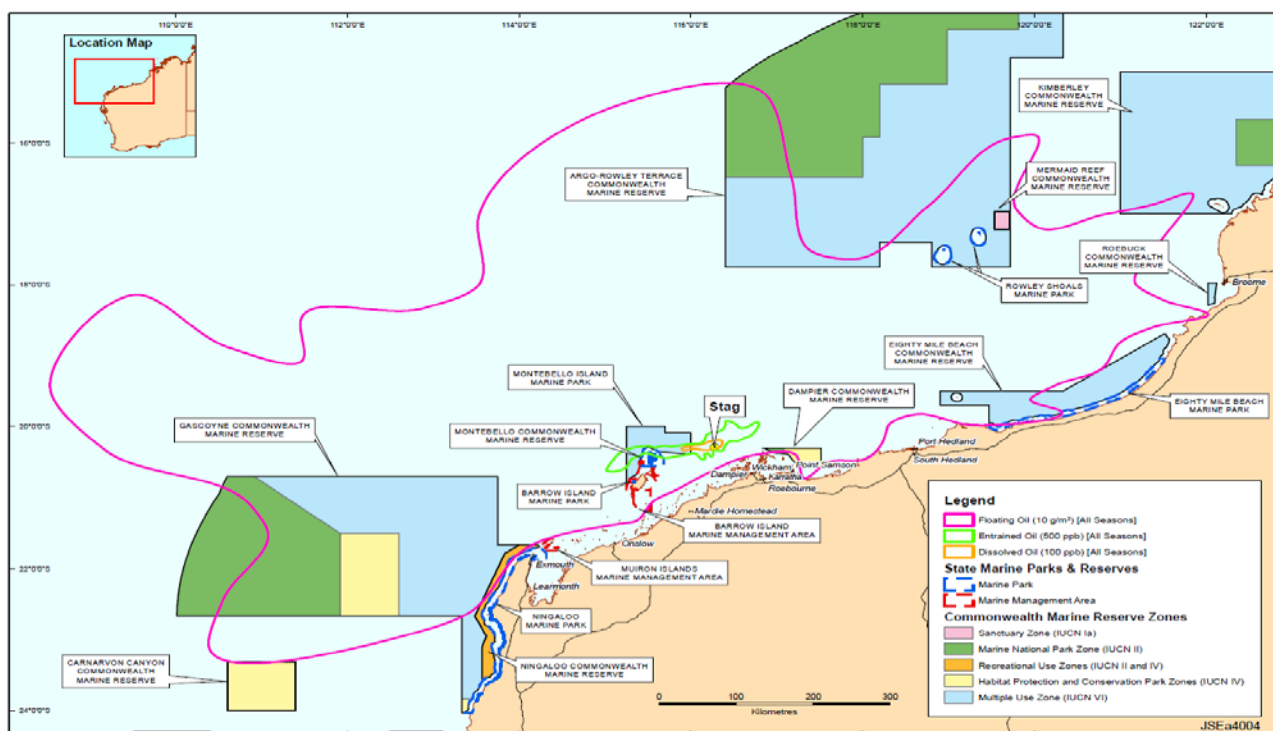 110°0'0"E
112°0'0"E
114°0'0"E
116°0'0"E
118°0'0"E
120°0'0"E
122°0'0"E
Location Map
KIMBERLEY
COMMONWEALTH
MARINE RESERVE
16°0'0"S
ARGO-ROWLEY TERRACE
COMMONWEALTH
MARINE RESERVE
MERMAID REEF
COMMONWEALTH
MARINE RESERVE
ROEBUCK
COMMONWEALTH
MARINE RESERVE
18°0'0"S
ROWLEY SHOALS
MARINE PARK
Broome
EIGHTY MILE BEACH
COMMONWEALTH
MARINE RESERVE
MONTEBELLO ISLAND
MARINE PARK
DAMPIER COMMONWEALTH
MARINE RESERVE
EIGHTY MILE BEACH
MARINE PARK
Stag
GASCOYNE COMMONWEALTH
MARINE RESERVE
20°0'0"S
MONTEBELLO COMMONWEALTH
MARINE RESERVE
Port Hedland
South Hedland
Wickham
Point Samson
Dampier
Karratha
Roebourne
BARROW ISLAND
MARINE PARK
Mardie Homestead
BARROW ISLAND
MARINE MANAGEMENT AREA
Onslow
22°0'0"S
Exmouth
MUIRON ISLANDS
MARINE MANAGEMENT AREA
Learmonth
NINGALOO
MARINE PARK
CARNARVON CANYON
COMMONWEALTH
MARINE RESERVE
NINGALOO COMMONWEALTH
MARINE RESERVE
24°0'0"S
0 100 200 300
Kilometres
Legend
Floating Oil (10 g/m²) [All Seasons]
Entrained Oil (500 ppb) [All Seasons]
Dissolved Oil (100 ppb) [All Seasons]
State Marine Parks & Reserves
Marine Park
Marine Management Area
Commonwealth Marine Reserve Zones
Sanctuary Zone (IUCN Ia)
Marine National Park Zone (IUCN II)
Recreational Use Zones (IUCN II and IV)
Habitat Protection and Conservation Park Zones (IUCN IV)
Multiple Use Zone (IUCN VI)
JSEa4004